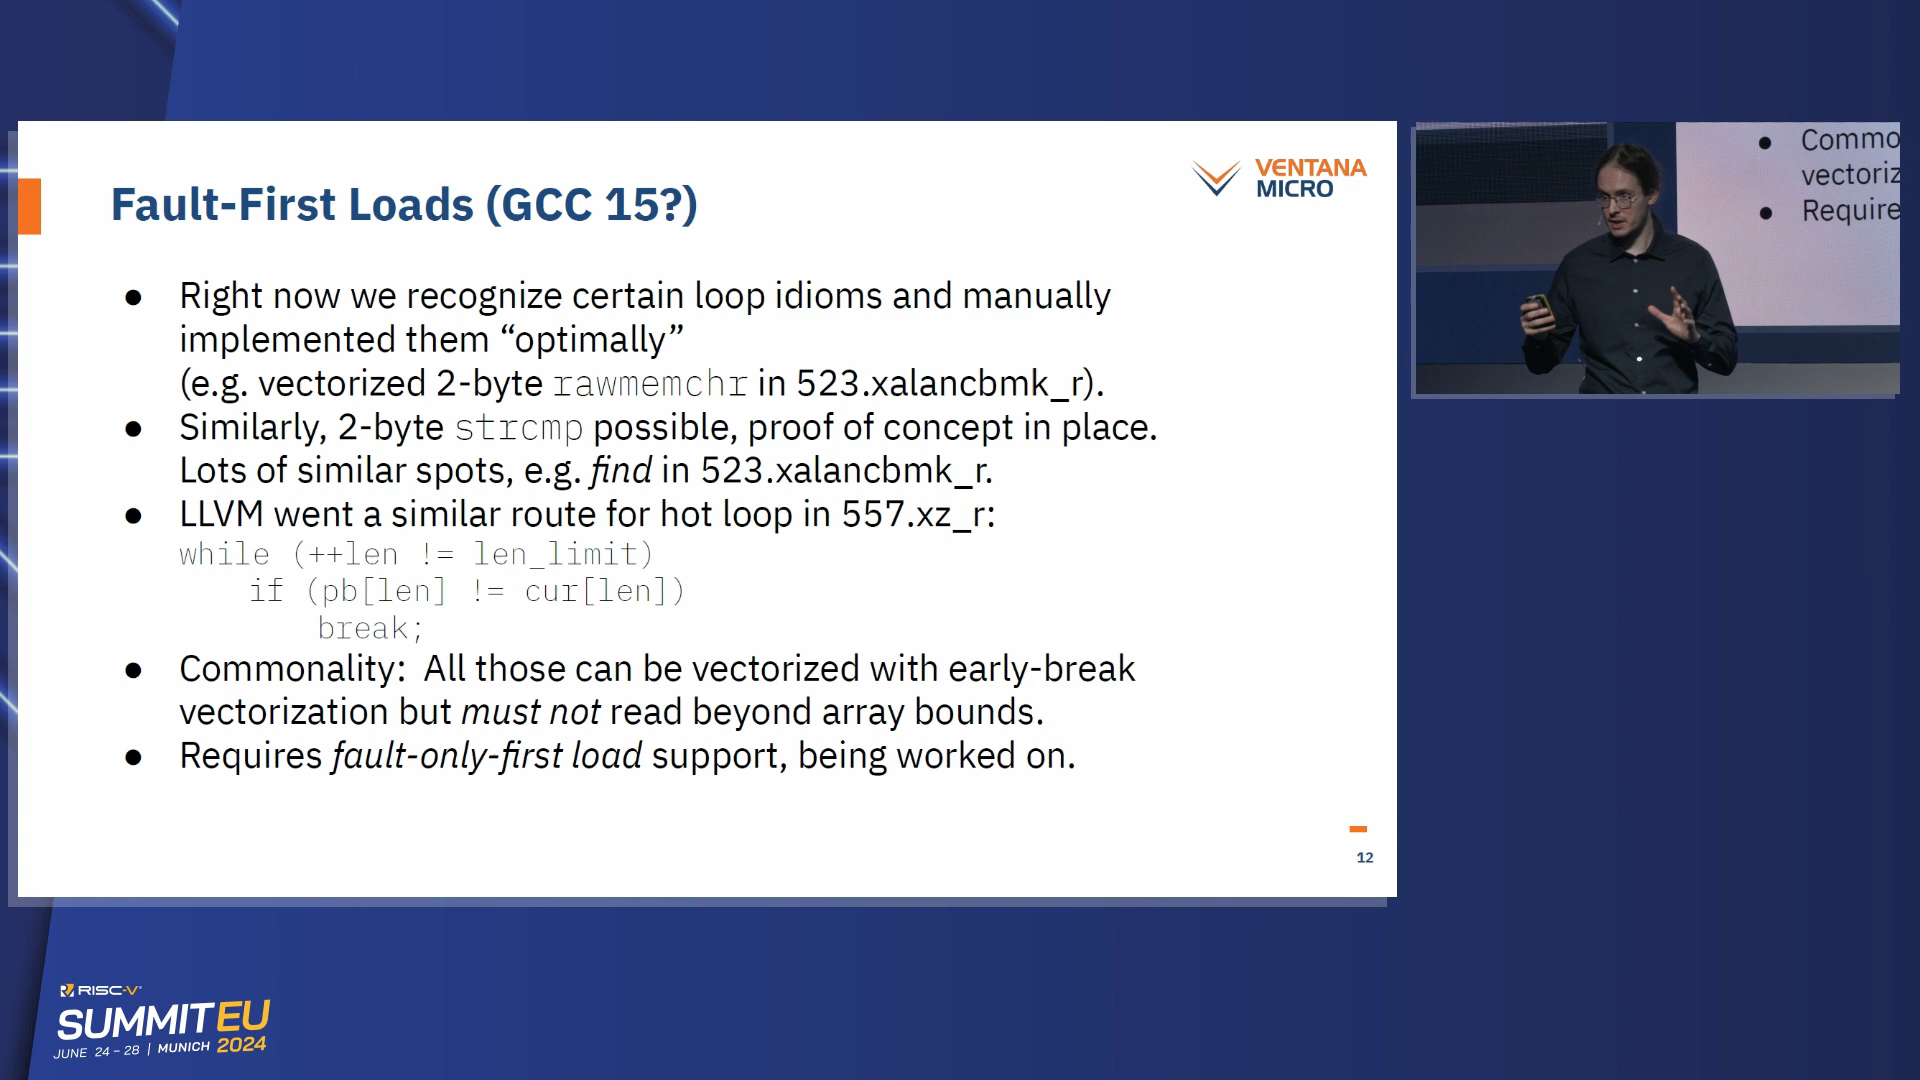 VENTANA
MICRO
Fault-First Loads (GCC 15?)
● Right now we recognize certain loop idioms and manually
implemented them “optimally”
(e.g. vectorized 2-byte rawmemchr in 523.xalancbmk_r).
● Similarly, 2-byte strcmp possible, proof of concept in place.
Lots of similar spots, e.g. find in 523.xalancbmk_r.
● LLVM went a similar route for hot loop in 557.xz_r:
while (++len != len_limit)
if (pb[len] != cur[len])
break;
● Commonality:  All those can be vectorized with early-break
vectorization but must not read beyond array bounds.
● Requires fault-only-first load support, being worked on.
12
● Commo
vectoriz
● Require
RISC-V®
SUMMIT EU
JUNE 24 – 28 | MUNICH 2024